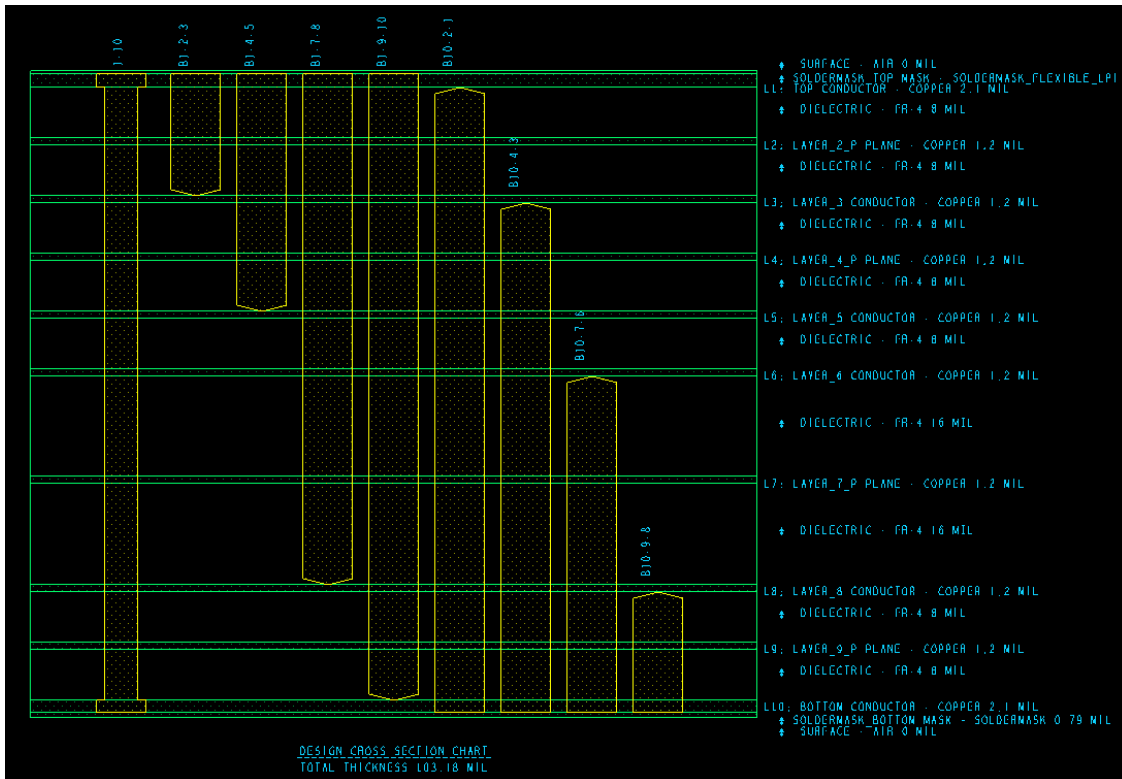 1-10
B1-2-3
B1-4-5
B1-7-8
B1-9-10
B10-2-1
B10-4-3
B10-7-6
B10-9-8
SURFACE - AIR 0 MIL
SOLDERMASK_TOP MASK - SOLDERMASK_FLEXIBLE_LPI
L1: TOP CONDUCTOR - COPPER 2.1 MIL
DIELECTRIC - FR-4 8 MIL
L2: LAYER_2_P PLANE - COPPER 1.2 MIL
DIELECTRIC - FR-4 8 MIL
L3: LAYER_3 CONDUCTOR - COPPER 1.2 MIL
DIELECTRIC - FR-4 8 MIL
L4: LAYER_4_P PLANE - COPPER 1.2 MIL
DIELECTRIC - FR-4 8 MIL
L5: LAYER_5 CONDUCTOR - COPPER 1.2 MIL
DIELECTRIC - FR-4 8 MIL
L6: LAYER_6 CONDUCTOR - COPPER 1.2 MIL
DIELECTRIC - FR-4 16 MIL
L7: LAYER_7_P PLANE - COPPER 1.2 MIL
DIELECTRIC - FR-4 16 MIL
L8: LAYER_8 CONDUCTOR - COPPER 1.2 MIL
DIELECTRIC - FR-4 8 MIL
L9: LAYER_9_P PLANE - COPPER 1.2 MIL
DIELECTRIC - FR-4 8 MIL
L10: BOTTOM CONDUCTOR - COPPER 2.1 MIL
SOLDERMASK_BOTTOM MASK - SOLDERMASK 0.79 MIL
SURFACE - AIR 0 MIL
DESIGN CROSS SECTION CHART
TOTAL THICKNESS 103.18 MIL